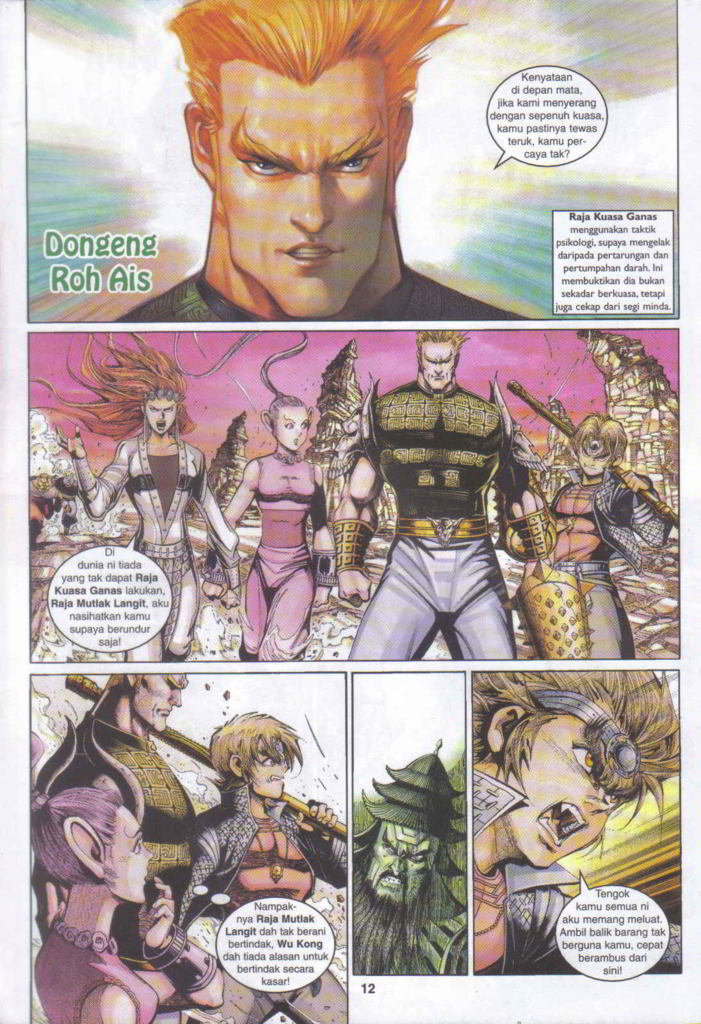 Kenyataan
di depan mata,
jika kami menyerang
dengan sepenuh kuasa,
kamu pastinya tewas
teruk, kamu per-
caya tak?
Dongeng
Roh Ais
Raja Kuasa Ganas
menggunakan taktik
psikologi, supaya mengelak
daripada pertarungan dan
pertumpahan darah. Ini
membuktikan dia bukan
sekadar berkuasa, tetapi
juga cekap dari segi minda.
Di
dunia ni tiada
yang tak dapat Raja
Kuasa Ganas lakukan,
Raja Mutlak Langit, aku
nasihatkan kamu
supaya berundur
saja!
Nampak-
nya Raja Mutlak
Langit dah tak berani
bertindak, Wu Kong
dah tiada alasan untuk
bertindak secara
kasar!
Tengok
kamu semua ni
aku memang meluat.
Ambil balik barang tak
berguna kamu, cepat
berambus dari
sini!
12